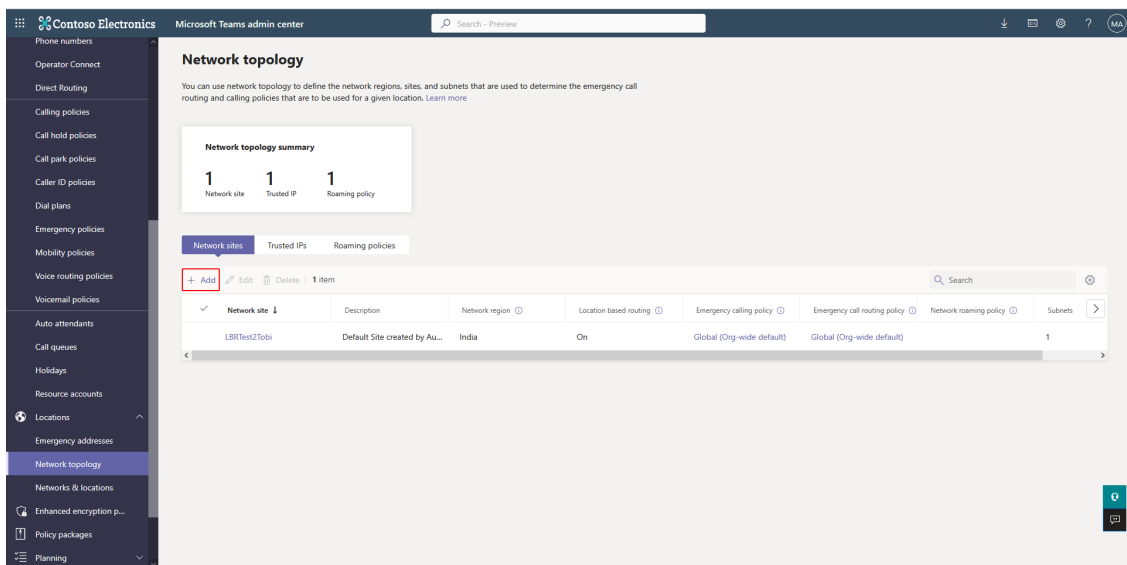 Contoso Electronics
Microsoft Teams admin center
Search - Preview
?
MA
Phone numbers
Operator Connect
Direct Routing
Calling policies
Call hold policies
Call park policies
Caller ID policies
Dial plans
Emergency policies
Mobility policies
Voice routing policies
Voicemail policies
Auto attendants
Call queues
Holidays
Resource accounts
Locations
Emergency addresses
Network topology
Networks & locations
Enhanced encryption p...
Policy packages
Planning
Network topology
You can use network topology to define the network regions, sites, and subnets that are used to determine the emergency call
routing and calling policies that are to be used for a given location. Learn more
Network topology summary
1 1 1
Network site Trusted IP Roaming policy
Network sites Trusted IPs Roaming policies
+ Add Edit Delete | 1 item
Search
Network site ↓ Description Network region Location based routing Emergency calling policy Emergency call routing policy Network roaming policy Subnets
LBRTest2Tobi Default Site created by Au... India On Global (Org-wide default) Global (Org-wide default) 1